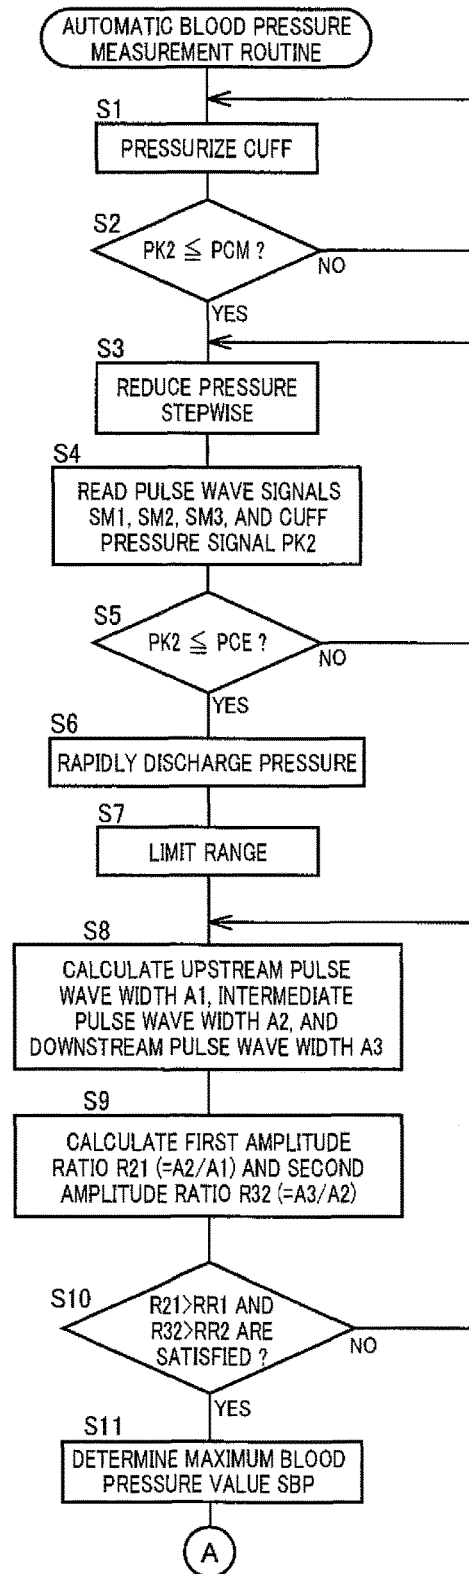 AUTOMATIC BLOOD PRESSURE
MEASUREMENT ROUTINE
S1
PRESSURIZE CUFF
S2
PK2 ≦ PCM ?
NO
YES
S3
REDUCE PRESSURE
STEPWISE
S4
READ PULSE WAVE SIGNALS
SM1, SM2, SM3, AND CUFF
PRESSURE SIGNAL PK2
S5
PK2 ≦ PCE ?
NO
YES
S6
RAPIDLY DISCHARGE PRESSURE
S7
LIMIT RANGE
S8
CALCULATE UPSTREAM PULSE
WAVE WIDTH A1, INTERMEDIATE
PULSE WAVE WIDTH A2, AND
DOWNSTREAM PULSE WAVE WIDTH A3
S9
CALCULATE FIRST AMPLITUDE
RATIO R21 (=A2/A1) AND SECOND
AMPLITUDE RATIO R32 (=A3/A2)
S10
R21>RR1 AND
R32>RR2 ARE
SATISFIED ?
NO
YES
S11
DETERMINE MAXIMUM BLOOD
PRESSURE VALUE SBP
A